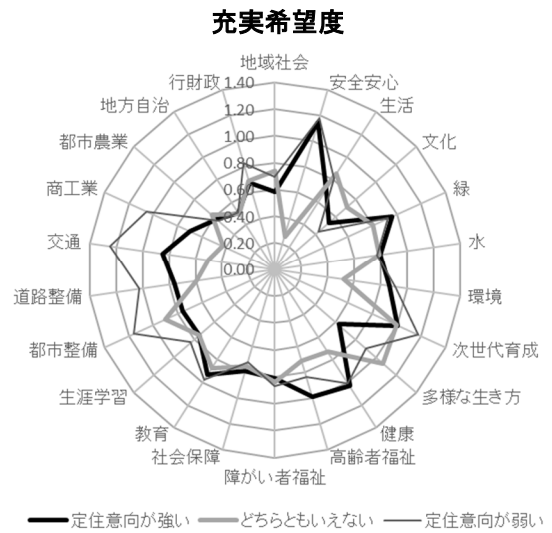 充実希望度
地域社会
安全安心
生活
文化
緑
水
環境
次世代育成
多様な生き方
健康
高齢者福祉
障がい者福祉
社会保障
教育
生涯学習
都市整備
道路整備
交通
商工業
都市農業
地方自治
行財政
1.40
1.20
1.00
0.80
0.60
0.40
0.20
0.00
定住意向が強い どちらともいえない 定住意向が弱い